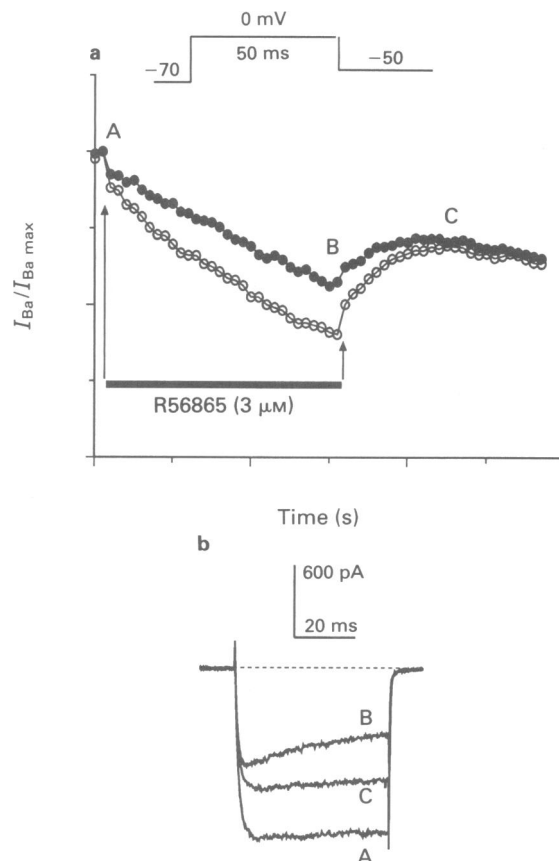 0 mV
a
50 ms
−70
−50
A
B
C
I_Ba/I_Ba max
R56865 (3 μM)
Time (s)
b
600 pA
20 ms
B
C
A